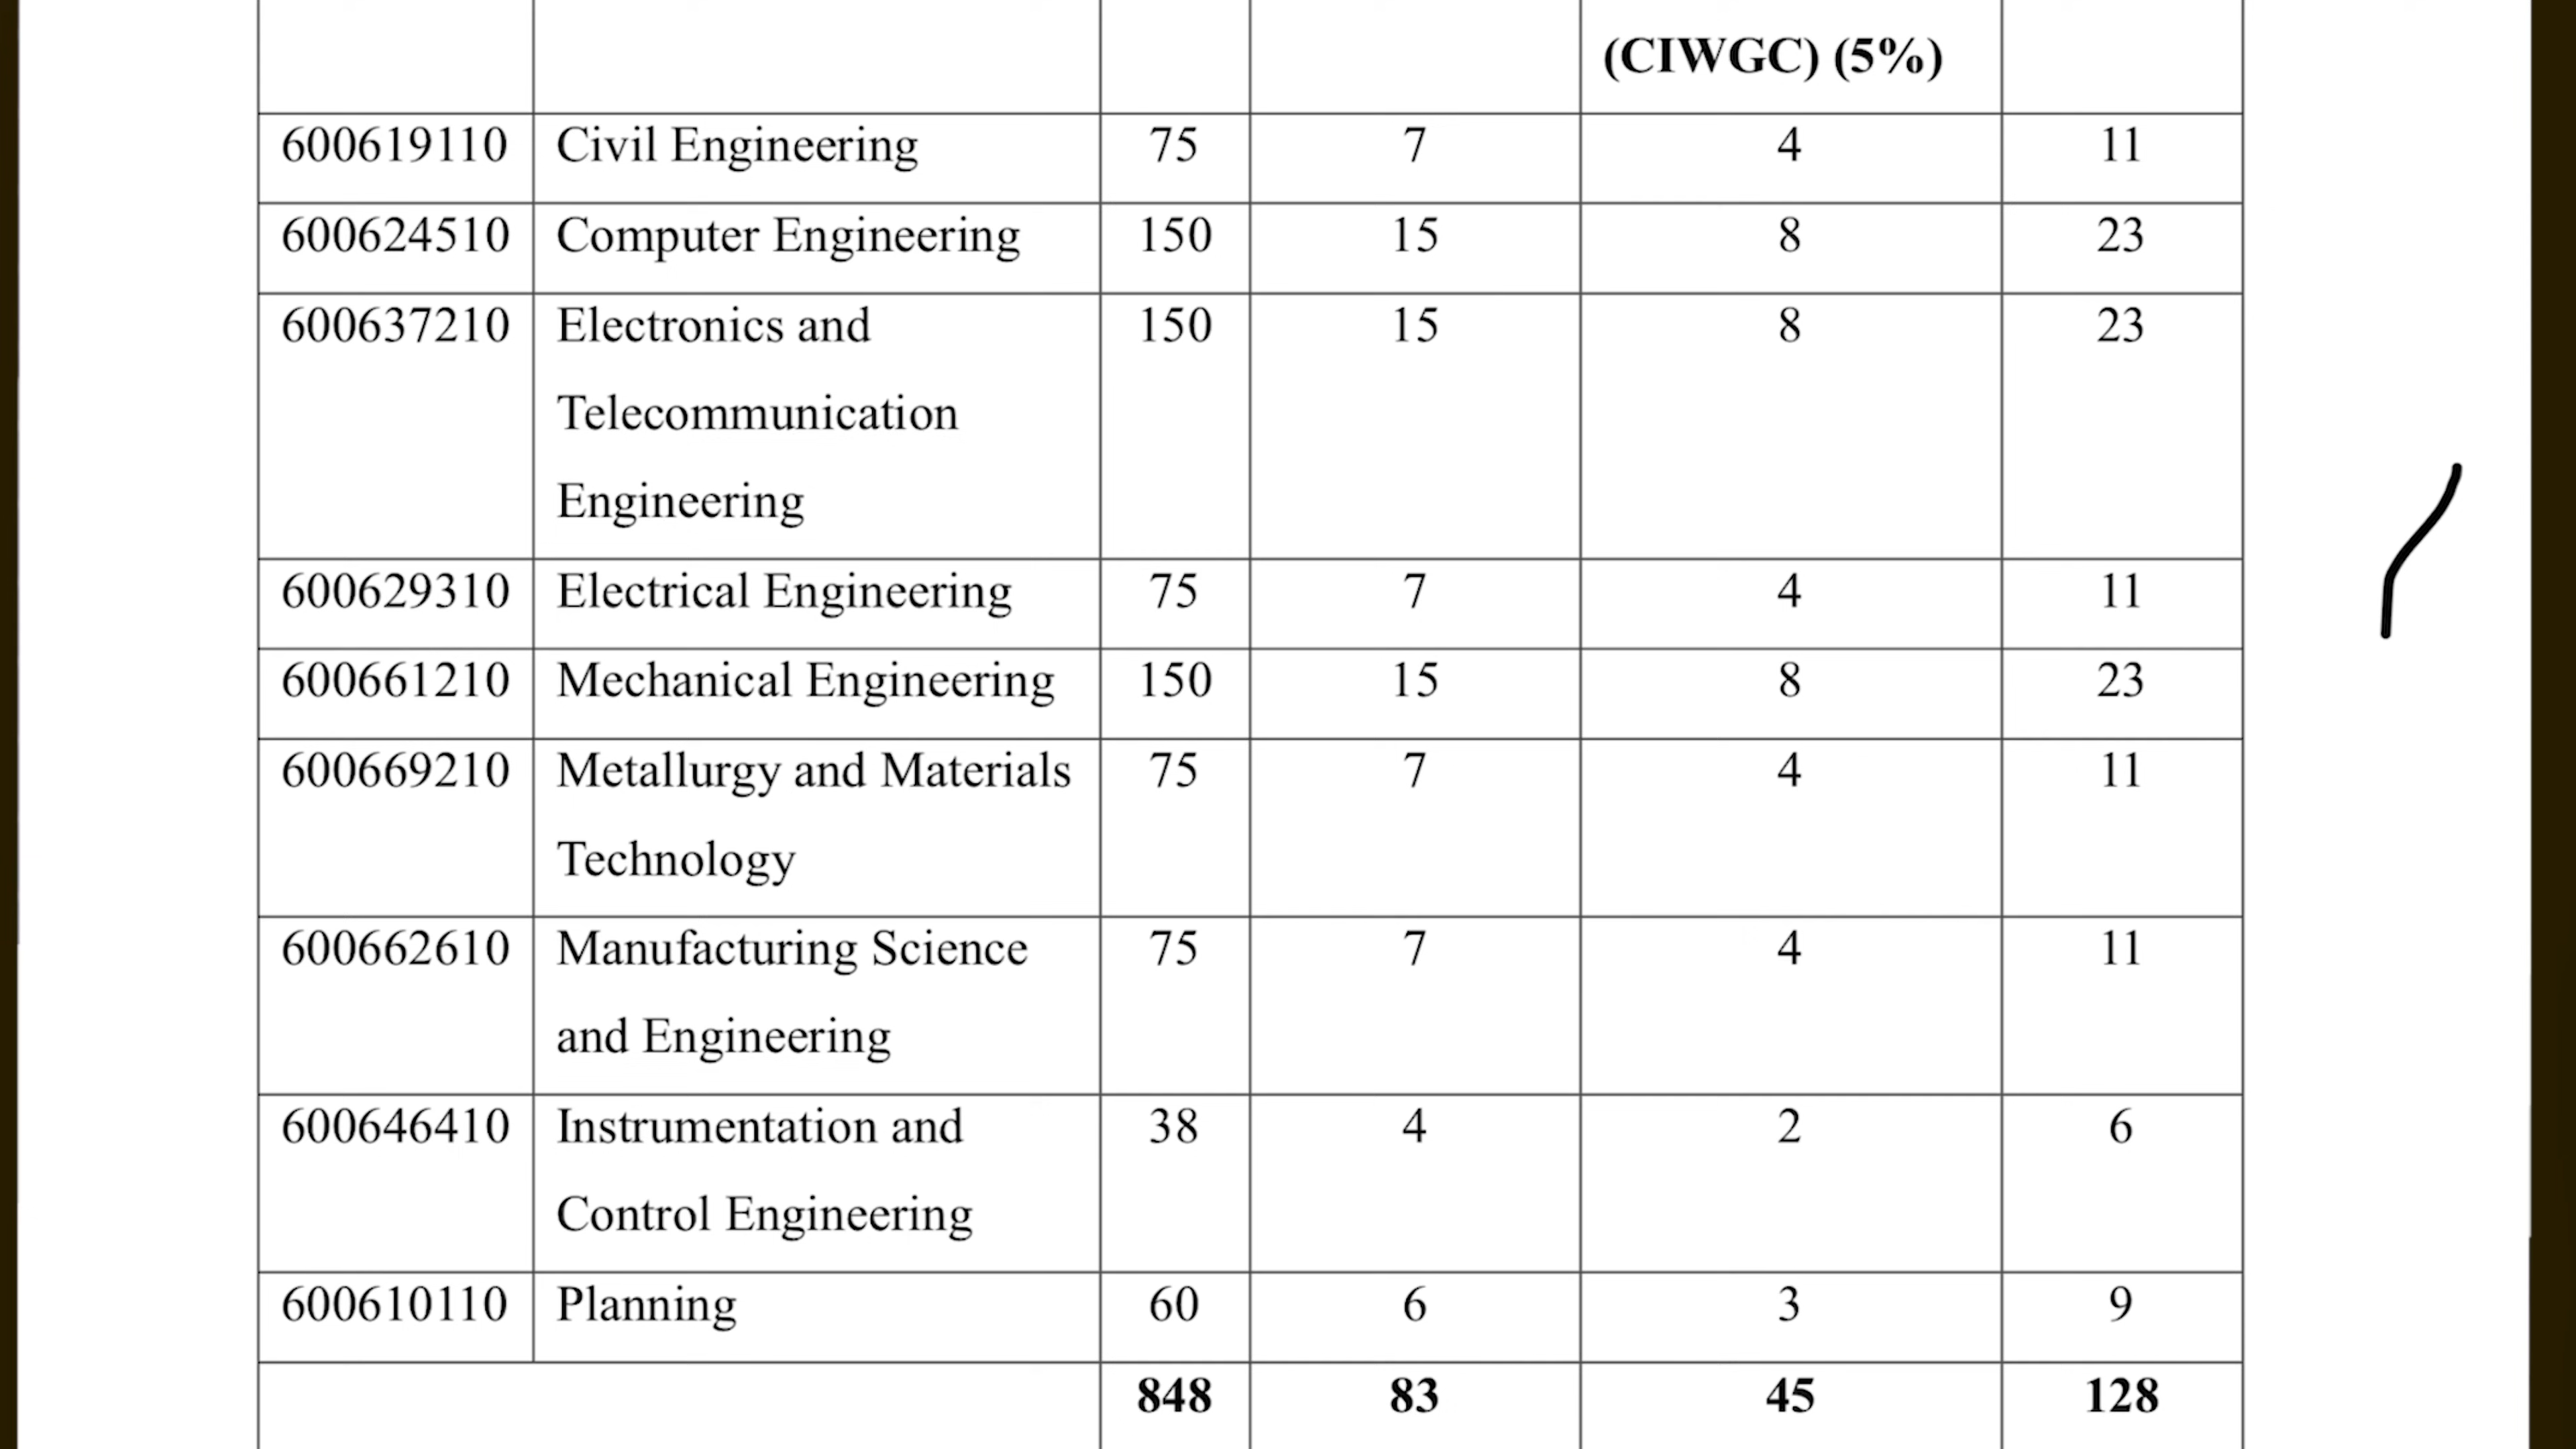 (CIWGC) (5%)
600619110 Civil Engineering 75 7 4 11
600624510 Computer Engineering 150 15 8 23
600637210 Electronics and 150 15 8 23
Telecommunication
Engineering
600629310 Electrical Engineering 75 7 4 11
600661210 Mechanical Engineering 150 15 8 23
600669210 Metallurgy and Materials 75 7 4 11
Technology
600662610 Manufacturing Science 75 7 4 11
and Engineering
600646410 Instrumentation and 38 4 2 6
Control Engineering
600610110 Planning 60 6 3 9
848 83 45 128